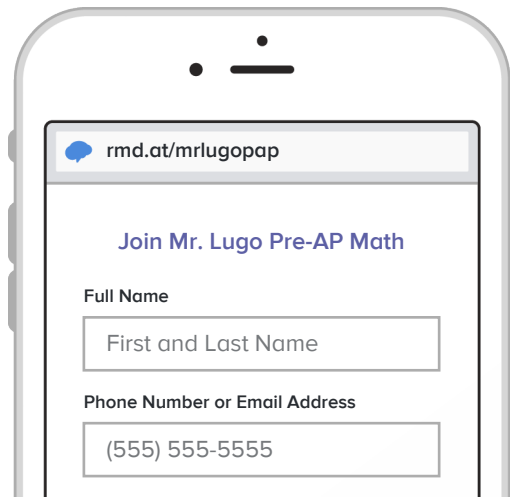 rmd.at/mrlugopap
Join Mr. Lugo Pre-AP Math
Full Name
First and Last Name
Phone Number or Email Address
(555) 555-5555